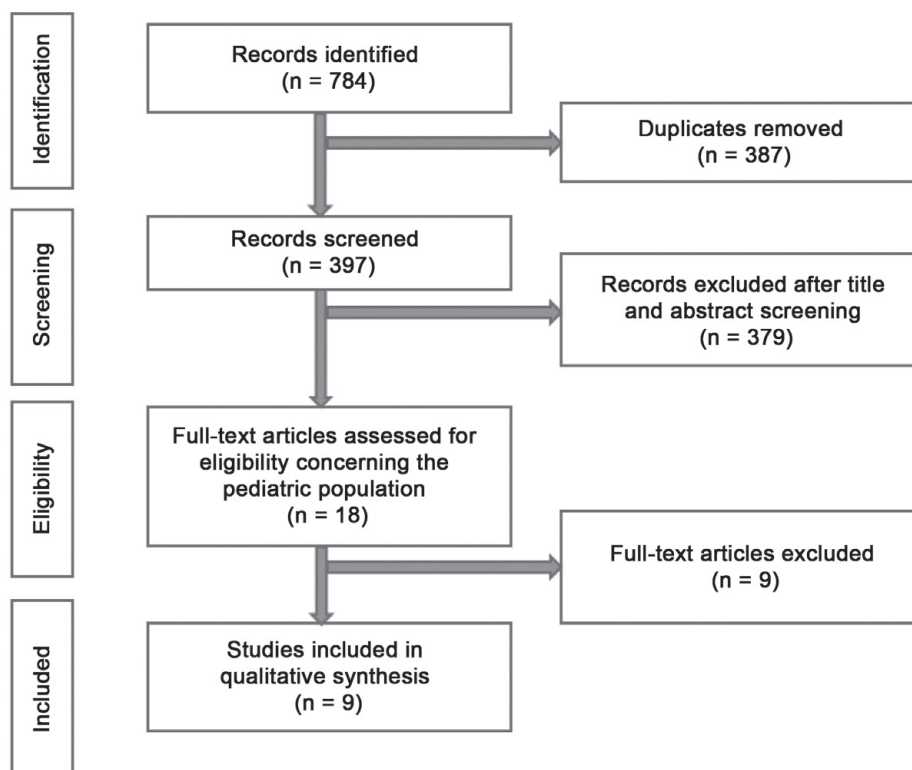 Identification
Records identified
(n = 784)
Duplicates removed
(n = 387)
Screening
Records screened
(n = 397)
Records excluded after title
and abstract screening
(n = 379)
Eligibility
Full-text articles assessed for
eligibility concerning the
pediatric population
(n = 18)
Full-text articles excluded
(n = 9)
Included
Studies included in
qualitative synthesis
(n = 9)